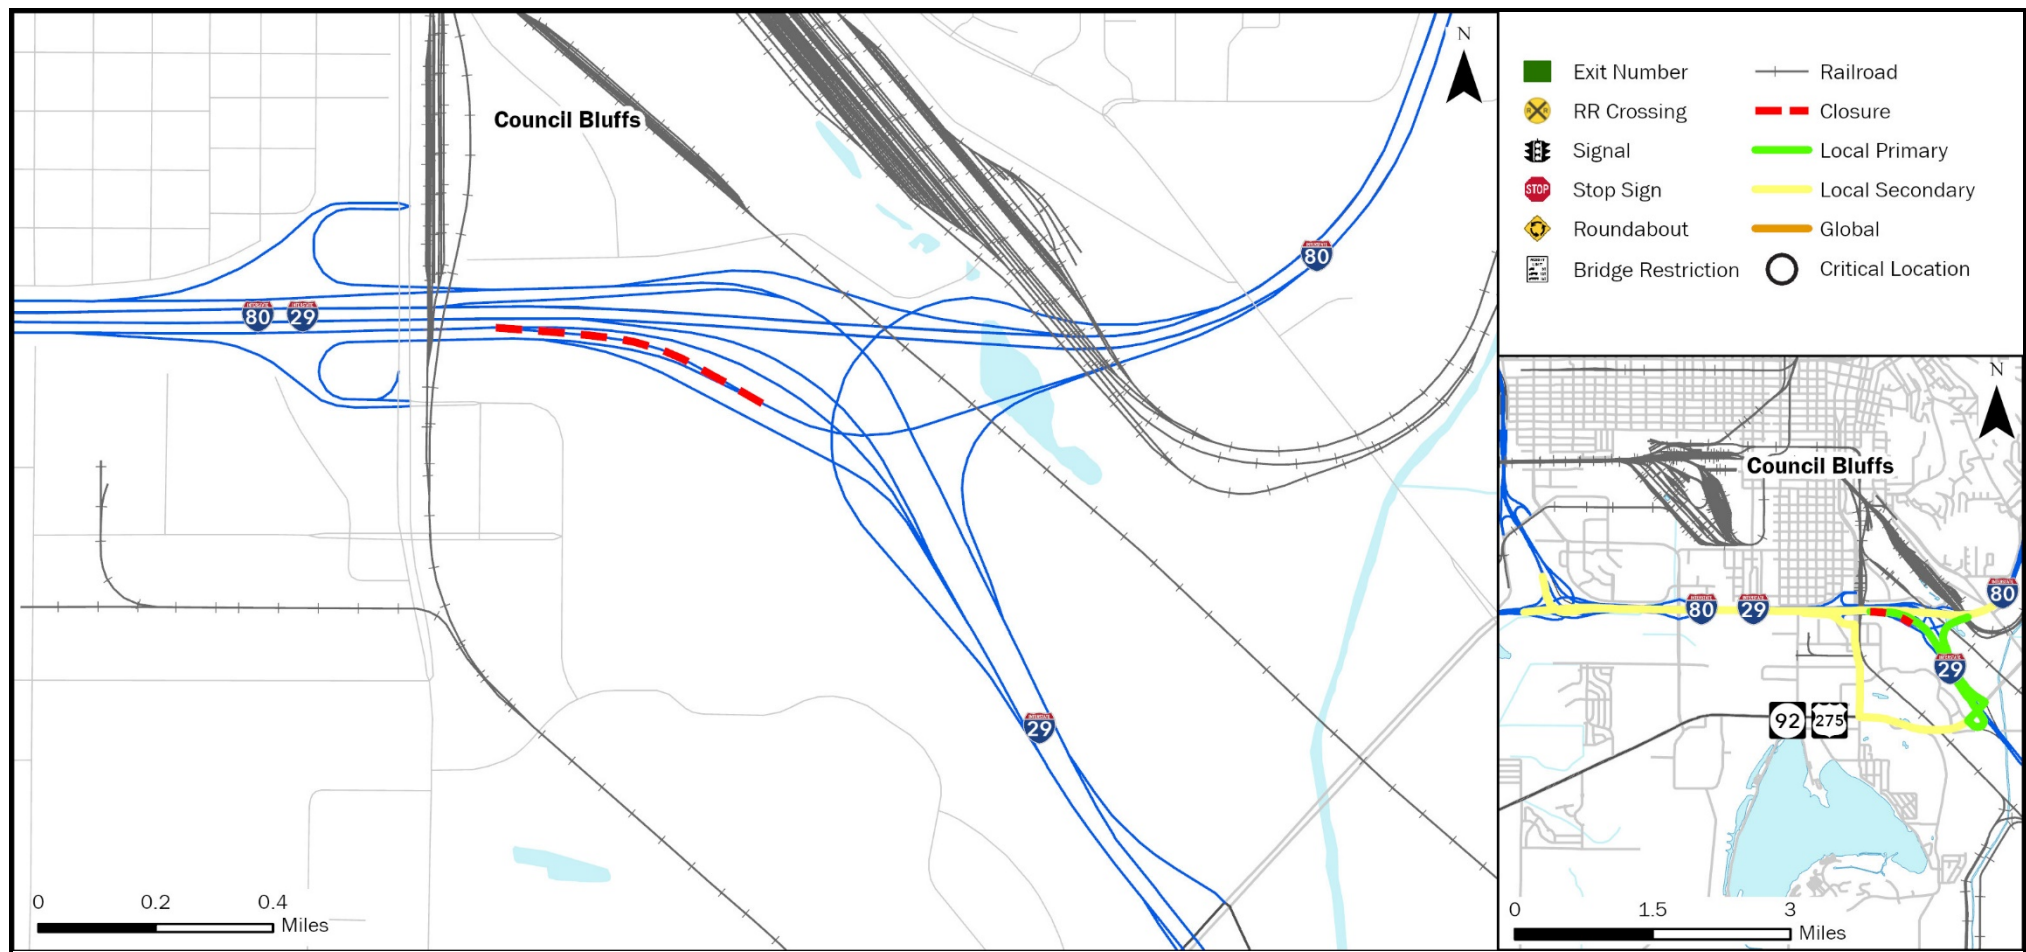 N
Council Bluffs
80
80
29
29
0
0.2
0.4
Miles
Exit Number
Railroad
RR Crossing
Closure
Signal
Local Primary
STOP
Stop Sign
Local Secondary
Roundabout
Global
Bridge Restriction
Critical Location
N
Council Bluffs
80
80
29
29
92
275
0
1.5
3
Miles